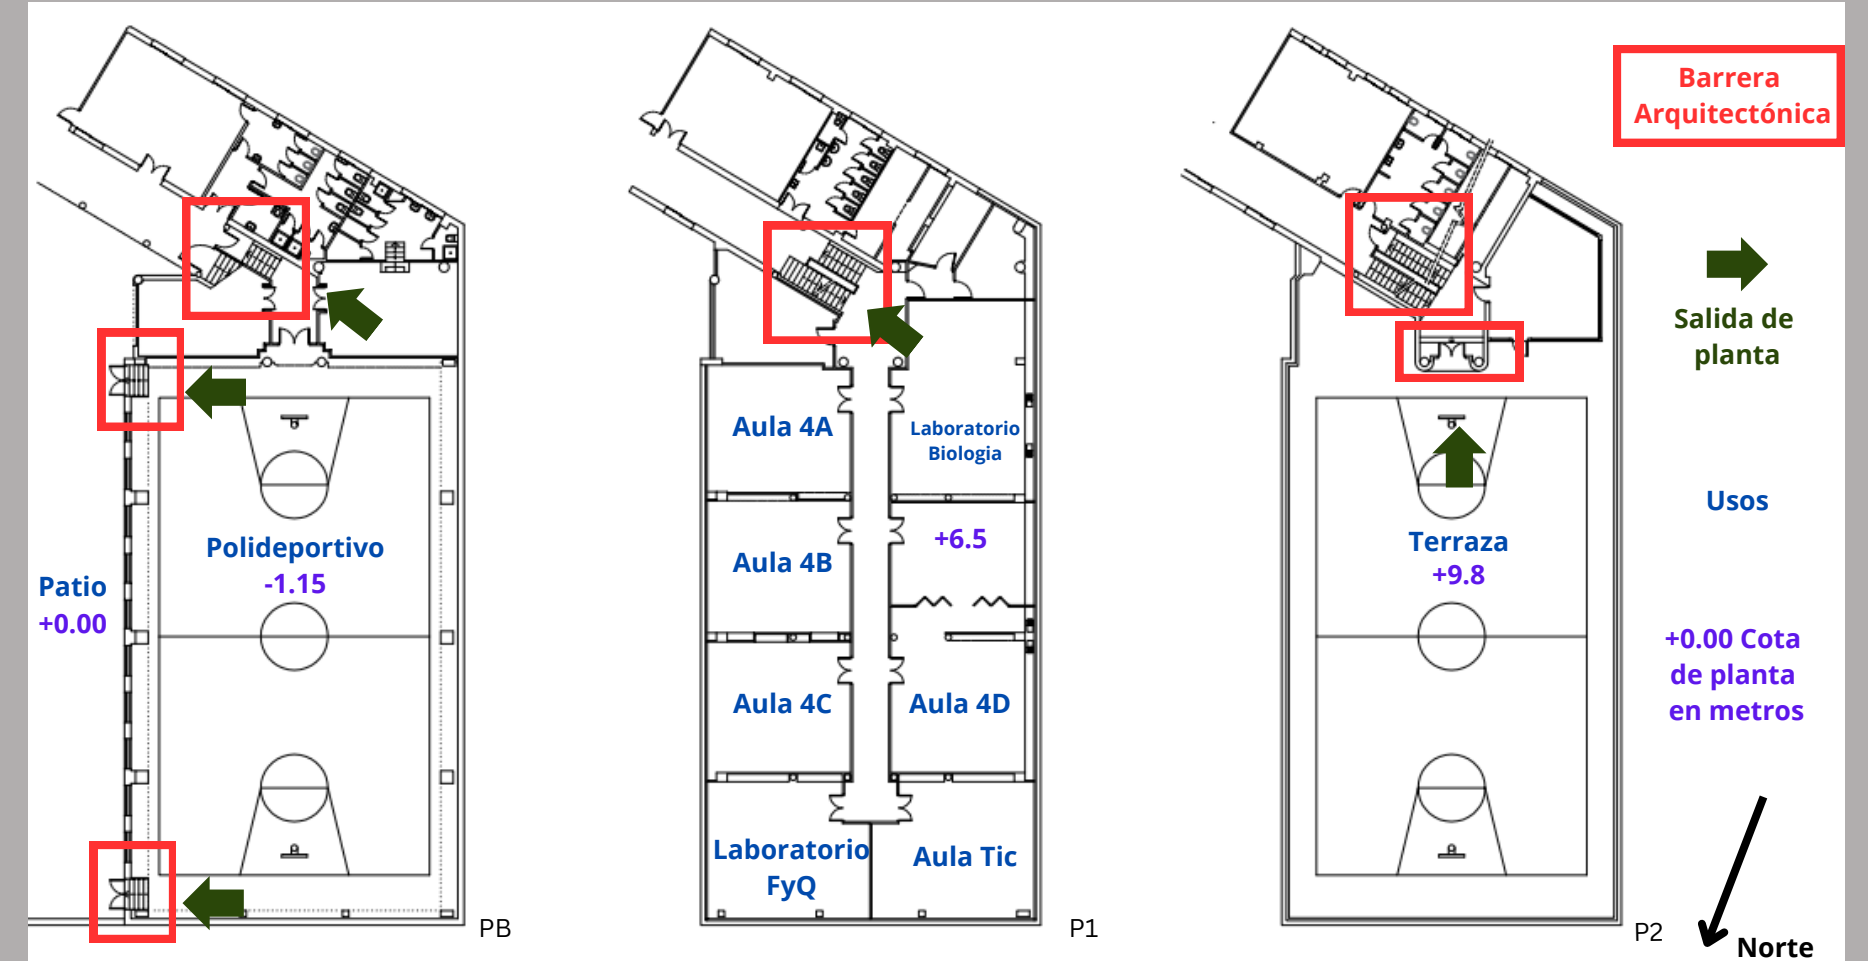 Barrera
Arquitectónica
Salida de
planta
Usos
+0.00 Cota
de planta
en metros
Norte
Polideportivo
-1.15
Patio
+0.00
PB
Aula 4A
Laboratorio
Biologia
Aula 4B
+6.5
Aula 4C
Aula 4D
Laboratorio
FyQ
Aula Tic
P1
Terraza
+9.8
P2